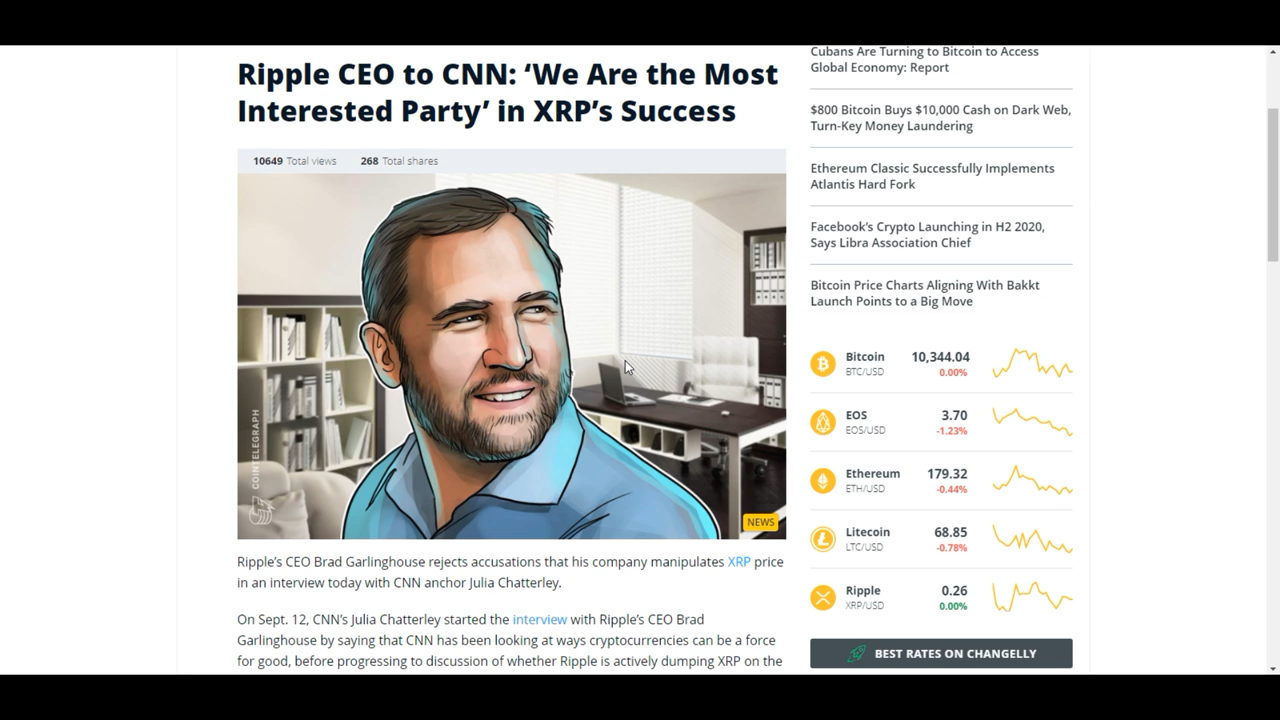 Ripple CEO to CNN: ‘We Are the Most
Interested Party’ in XRP’s Success
10649 Total views 268 Total shares
COINTELEGRAPH
NEWS
Ripple’s CEO Brad Garlinghouse rejects accusations that his company manipulates XRP price
in an interview today with CNN anchor Julia Chatterley.
On Sept. 12, CNN’s Julia Chatterley started the interview with Ripple’s CEO Brad
Garlinghouse by saying that CNN has been looking at ways cryptocurrencies can be a force
for good, before progressing to discussion of whether Ripple is actively dumping XRP on the
Cubans Are Turning to Bitcoin to Access
Global Economy: Report
$800 Bitcoin Buys $10,000 Cash on Dark Web,
Turn-Key Money Laundering
Ethereum Classic Successfully Implements
Atlantis Hard Fork
Facebook’s Crypto Launching in H2 2020,
Says Libra Association Chief
Bitcoin Price Charts Aligning With Bakkt
Launch Points to a Big Move
Bitcoin 10,344.04
BTC/USD 0.00%
EOS 3.70
EOS/USD -1.23%
Ethereum 179.32
ETH/USD -0.44%
Litecoin 68.85
LTC/USD -0.78%
Ripple 0.26
XRP/USD 0.00%
BEST RATES ON CHANGELLY